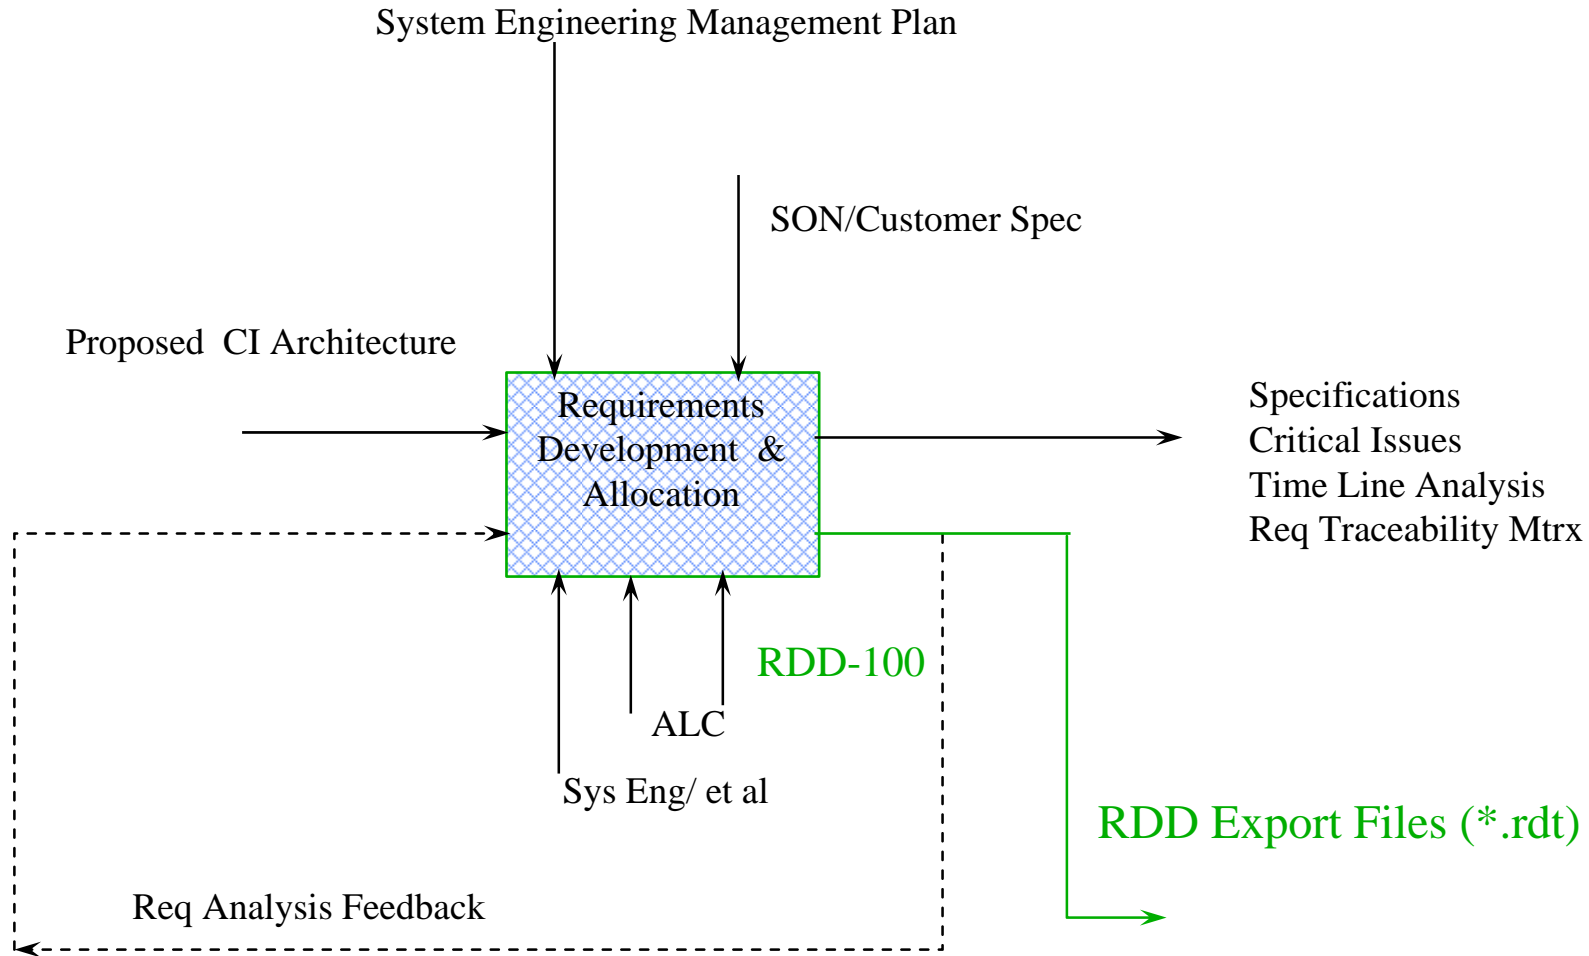 System Engineering Management Plan
SON/Customer Spec
Proposed CI Architecture
Requirements
Development &
Allocation
Specifications
Critical Issues
Time Line Analysis
Req Traceability Mtrx
RDD-100
ALC
Sys Eng/ et al
RDD Export Files (*.rdt)
Req Analysis Feedback